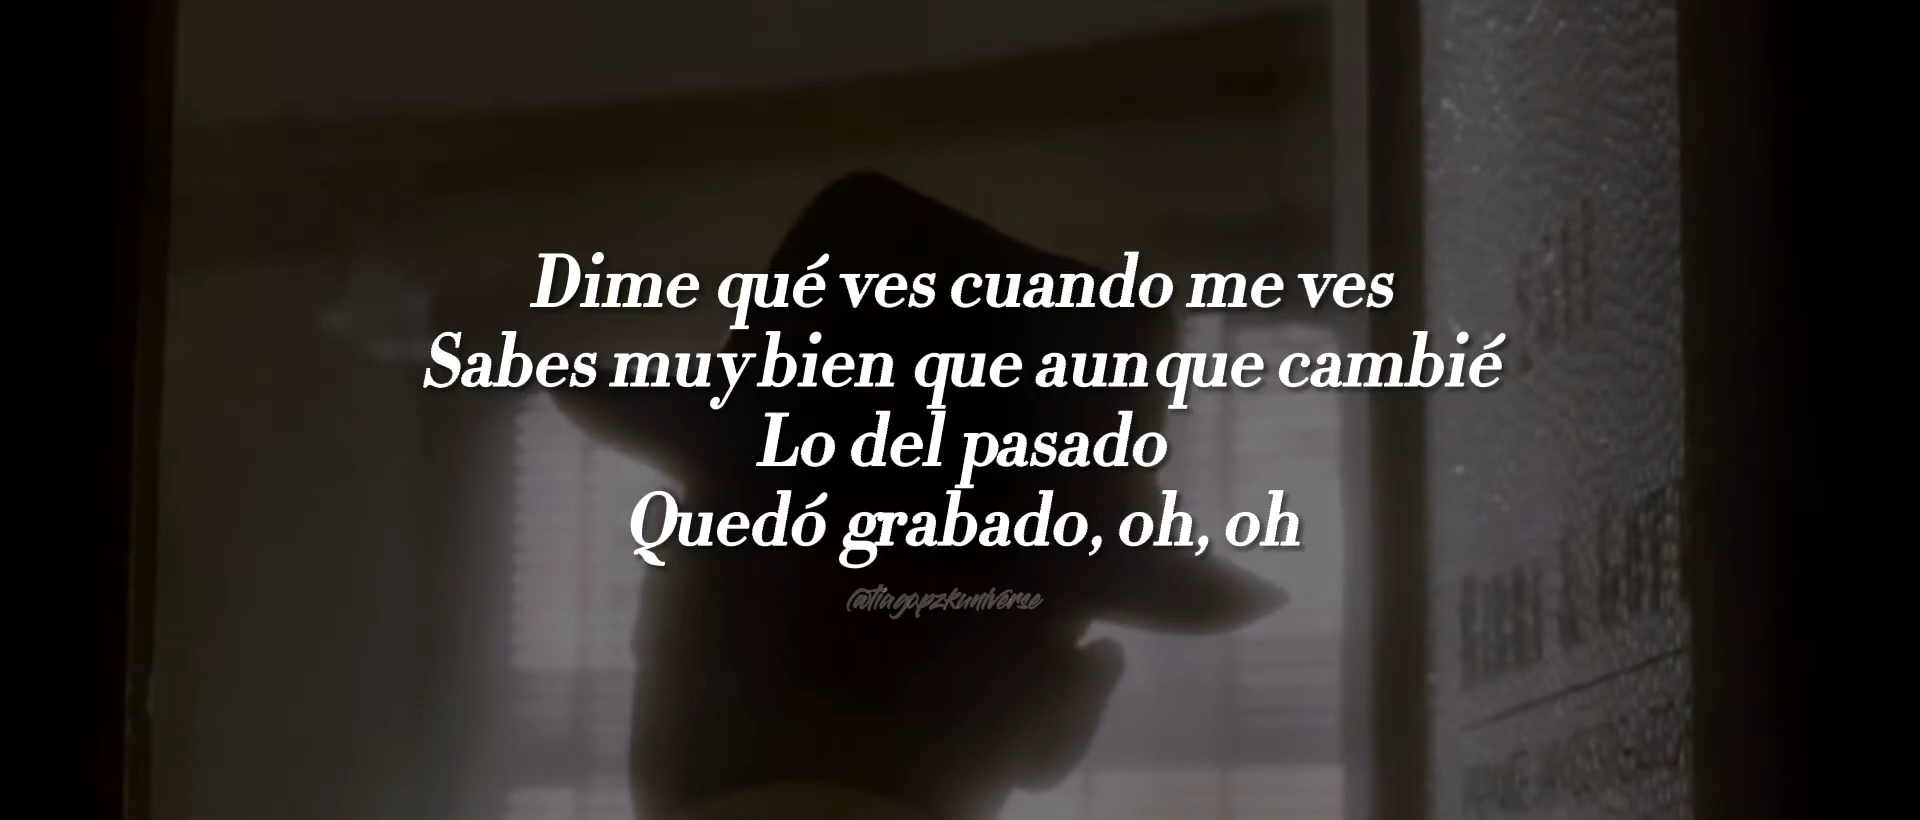 Dime qué ves cuando me ves
Sabes muy bien que aunque cambié
Lo del pasado
Quedó grabado, oh, oh
@tiagopzkuniverse